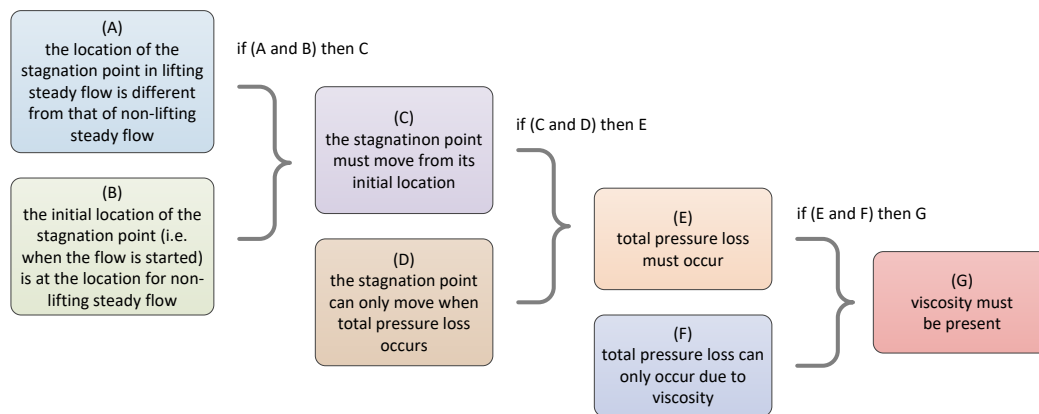 (A)
the location of the
stagnation point in lifting
steady flow is different
from that of non-lifting
steady flow
if (A and B) then C
(B)
the initial location of the
stagnation point (i.e.
when the flow is started)
is at the location for non-
lifting steady flow
(C)
the stagnatinon point
must move from its
initial location
if (C and D) then E
(D)
the stagnation point
can only move when
total pressure loss
occurs
(E)
total pressure loss
must occur
if (E and F) then G
(F)
total pressure loss can
only occur due to
viscosity
(G)
viscosity must
be present